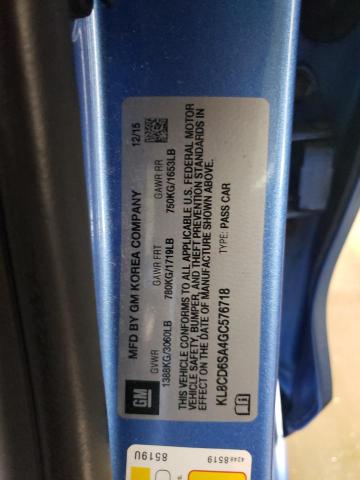 MFD BY GM KOREA COMPANY 12/15
GVWR GAWR FRT GAWR RR
1388KG/3060LB 780KG/1719LB 750KG/1653LB
THIS VEHICLE CONFORMS TO ALL APPLICABLE U.S. FEDERAL MOTOR
VEHICLE SAFETY, BUMPER, AND THEFT PREVENTION STANDARDS IN
EFFECT ON THE DATE OF MANUFACTURE SHOWN ABOVE.
KL8CD6SA4GC576718 TYPE: PASS CAR
GM
4248 8519
8519U